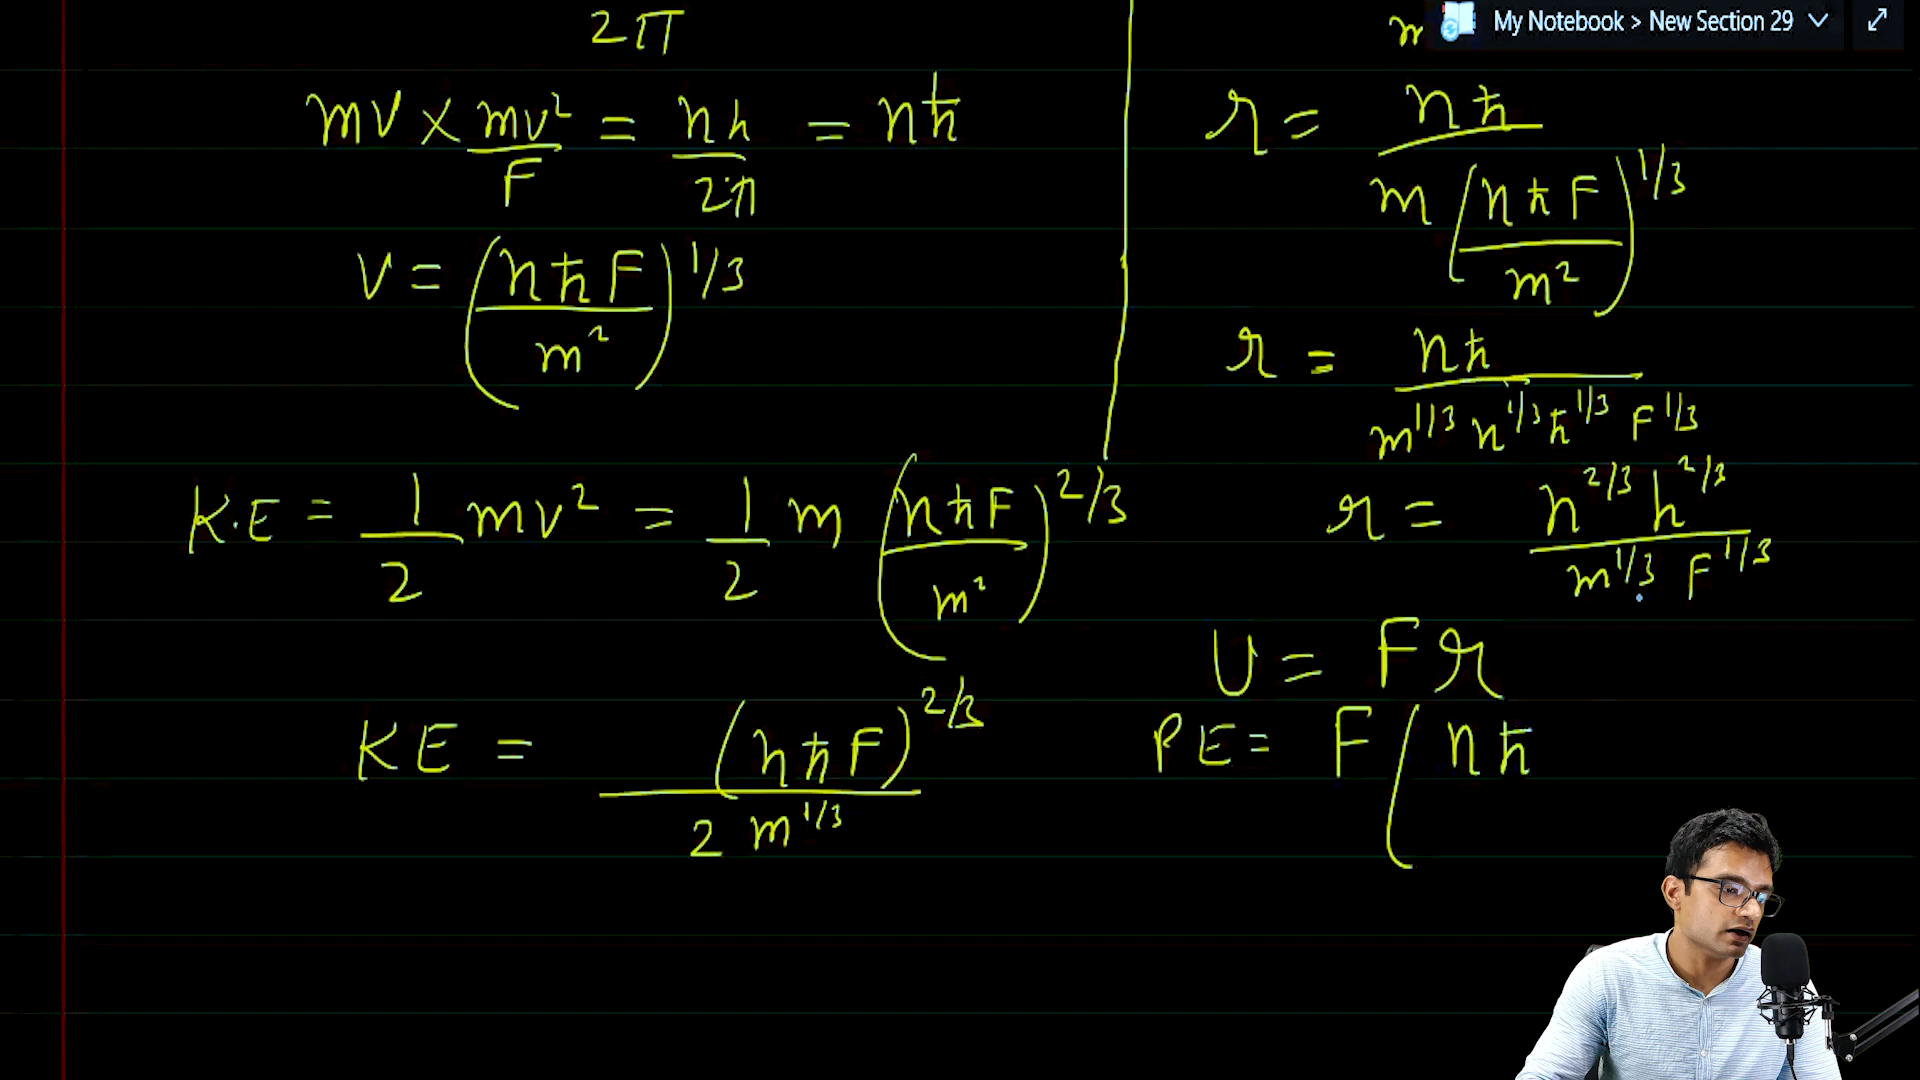 2π
mv × mv²/F = nh/2π = nħ
v = (nħF/m²)^1/3
K.E = 1/2 mv² = 1/2 m (nħF/m²)^2/3
KE = (nħF)^2/3 / 2 m^1/3
My Notebook > New Section 29
m
r = nħ / m (nħF/m²)^1/3
r = nħ / m^1/3 n^1/3 ħ^1/3 F^1/3
r = n^2/3 h^2/3 / m^1/3 F^1/3
U = Fr
PE = F ( nħ